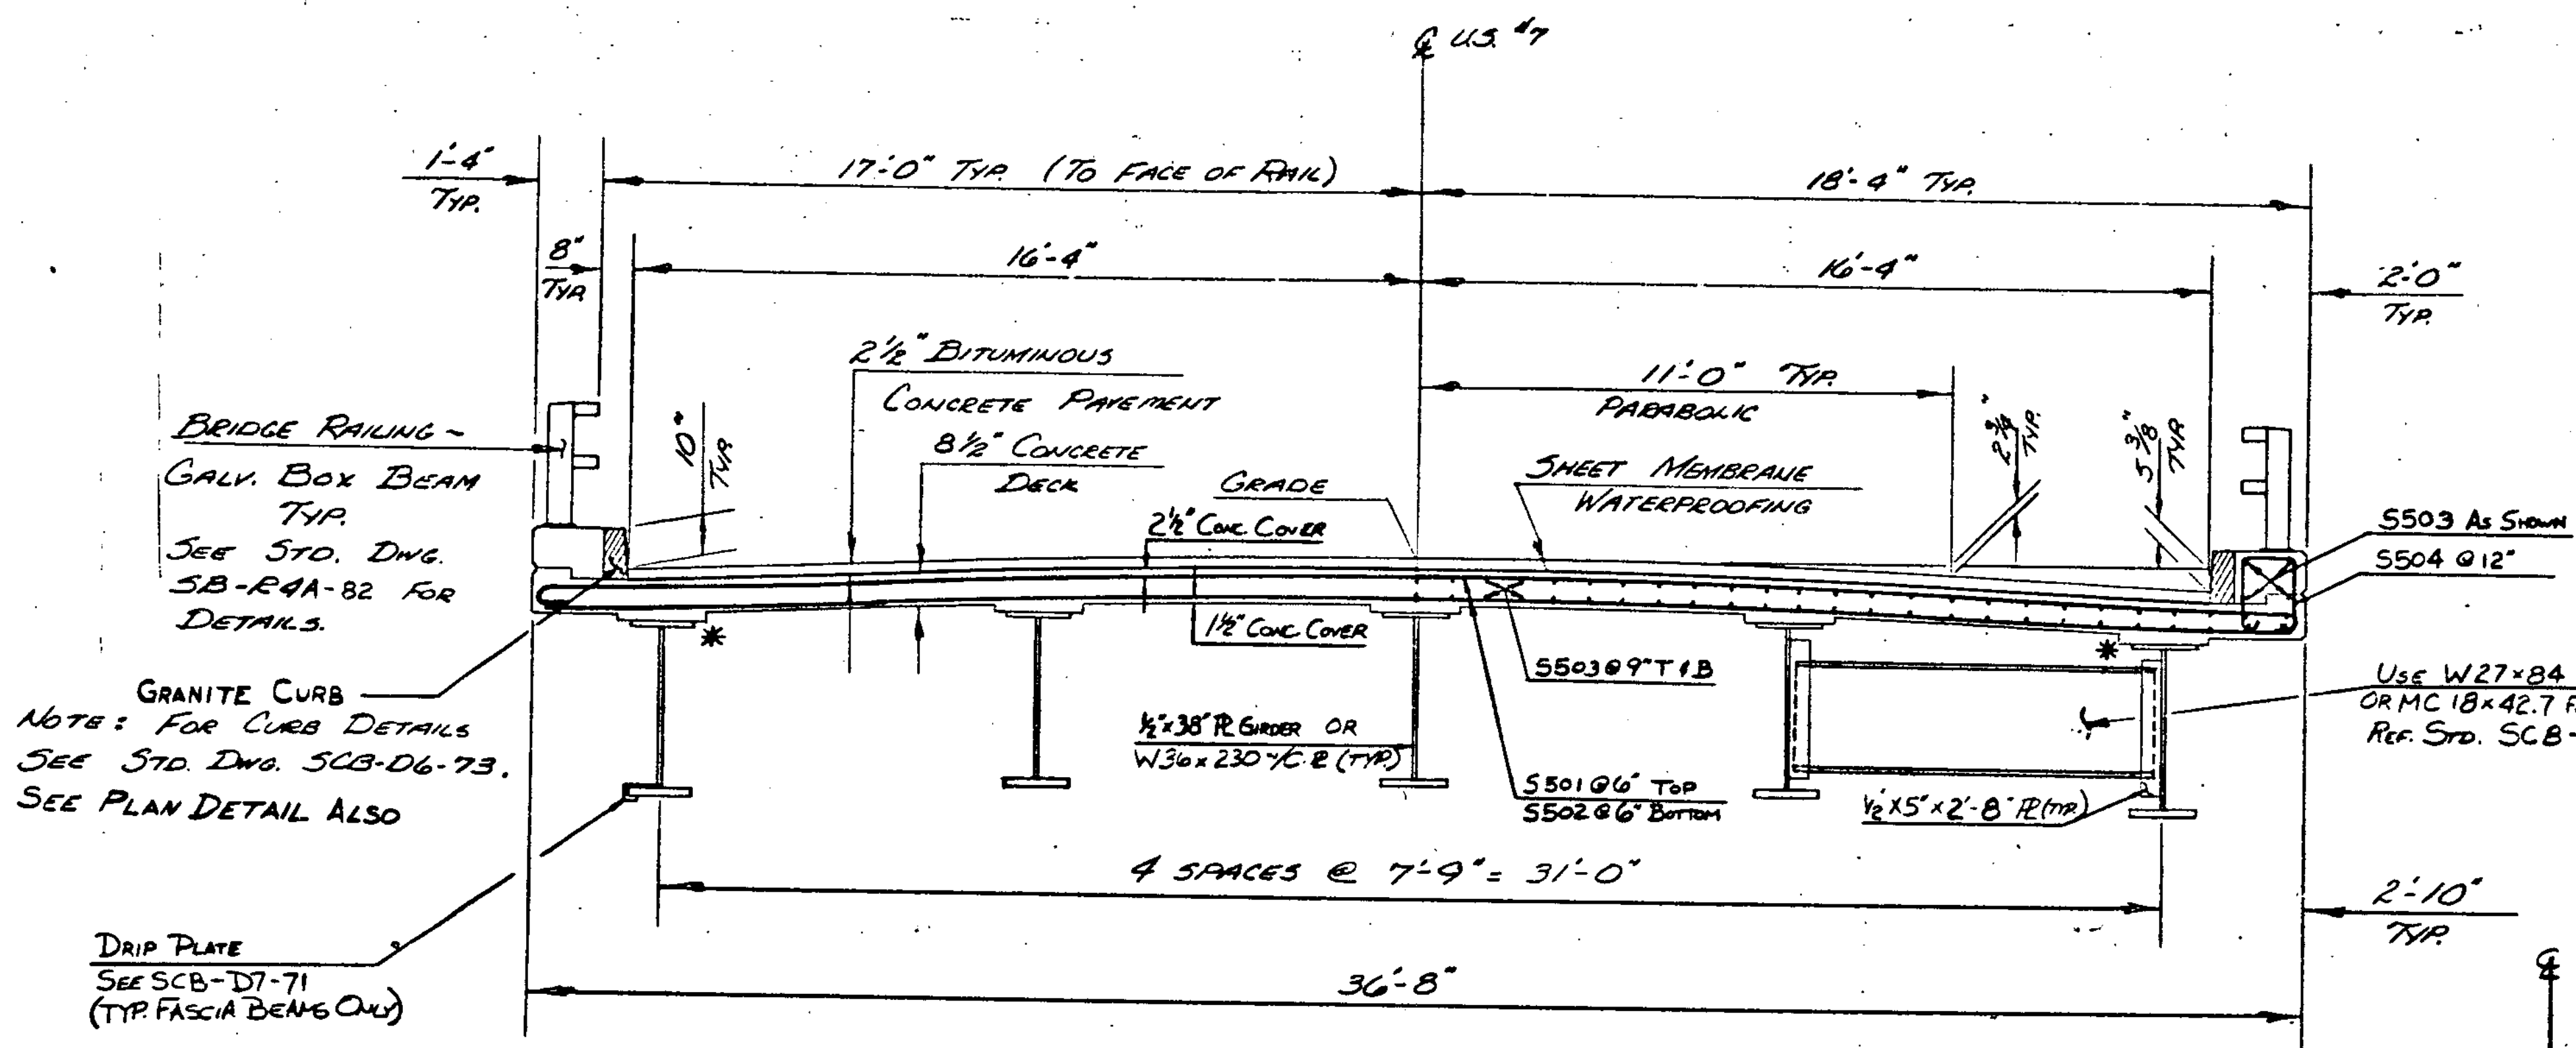 ℄ U.S. #7
1'-4"
TYP.
17'-0" TYP. (TO FACE OF RAIL)
18'-4" TYP.
8"
TYP.
16'-4"
16'-4"
2'-0"
TYP.
2½" BITUMINOUS
CONCRETE PAVEMENT
11'-0" TYP.
PARABOLIC
BRIDGE RAILING ~
GALV. BOX BEAM
TYP.
SEE STD. DWG.
SB-R4A-82 FOR
DETAILS.
10"
TYP.
8½" CONCRETE
DECK
GRADE
2½" CONC. COVER
1½" CONC. COVER
SHEET MEMBRANE
WATERPROOFING
2¾"
TYP.
5⅜"
TYP.
S503 AS SHOWN
S504 @ 12"
*
*
GRANITE CURB
NOTE: FOR CURB DETAILS
SEE STD. DWG. SCB-D6-73.
SEE PLAN DETAIL ALSO
S503@9" T & B
½"x38" PL GIRDER OR
W36x230 W/C. PL (TYP.)
S501@6" TOP
S502@6" BOTTOM
USE W27x84
OR MC 18x42.7
REF. STD. SCB-
½"x5"x2'-8" PL (TYP.)
4 SPACES @ 7'-9" = 31'-0"
2'-10"
TYP.
DRIP PLATE
SEE SCB-D7-71
(TYP. FASCIA BEAMS ONLY)
36'-8"
℄